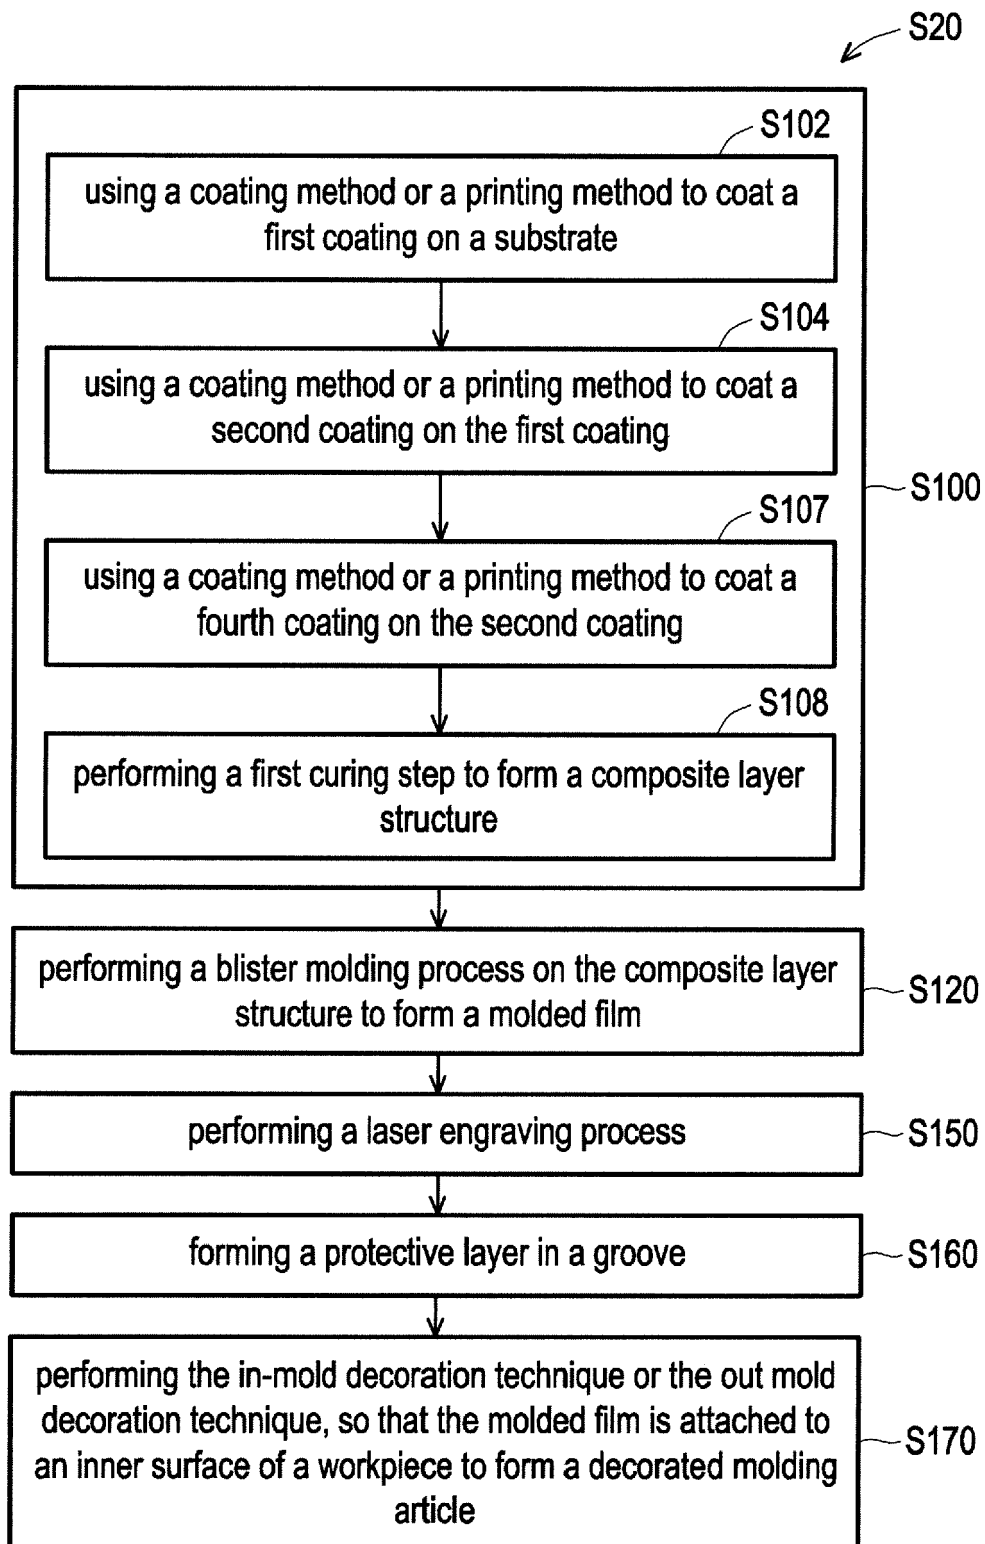 S20
S102
using a coating method or a printing method to coat a
first coating on a substrate
S104
using a coating method or a printing method to coat a
second coating on the first coating
S100
S107
using a coating method or a printing method to coat a
fourth coating on the second coating
S108
performing a first curing step to form a composite layer
structure
performing a blister molding process on the composite layer
structure to form a molded film
S120
performing a laser engraving process
S150
forming a protective layer in a groove
S160
performing the in-mold decoration technique or the out mold
decoration technique, so that the molded film is attached to
an inner surface of a workpiece to form a decorated molding
article
S170